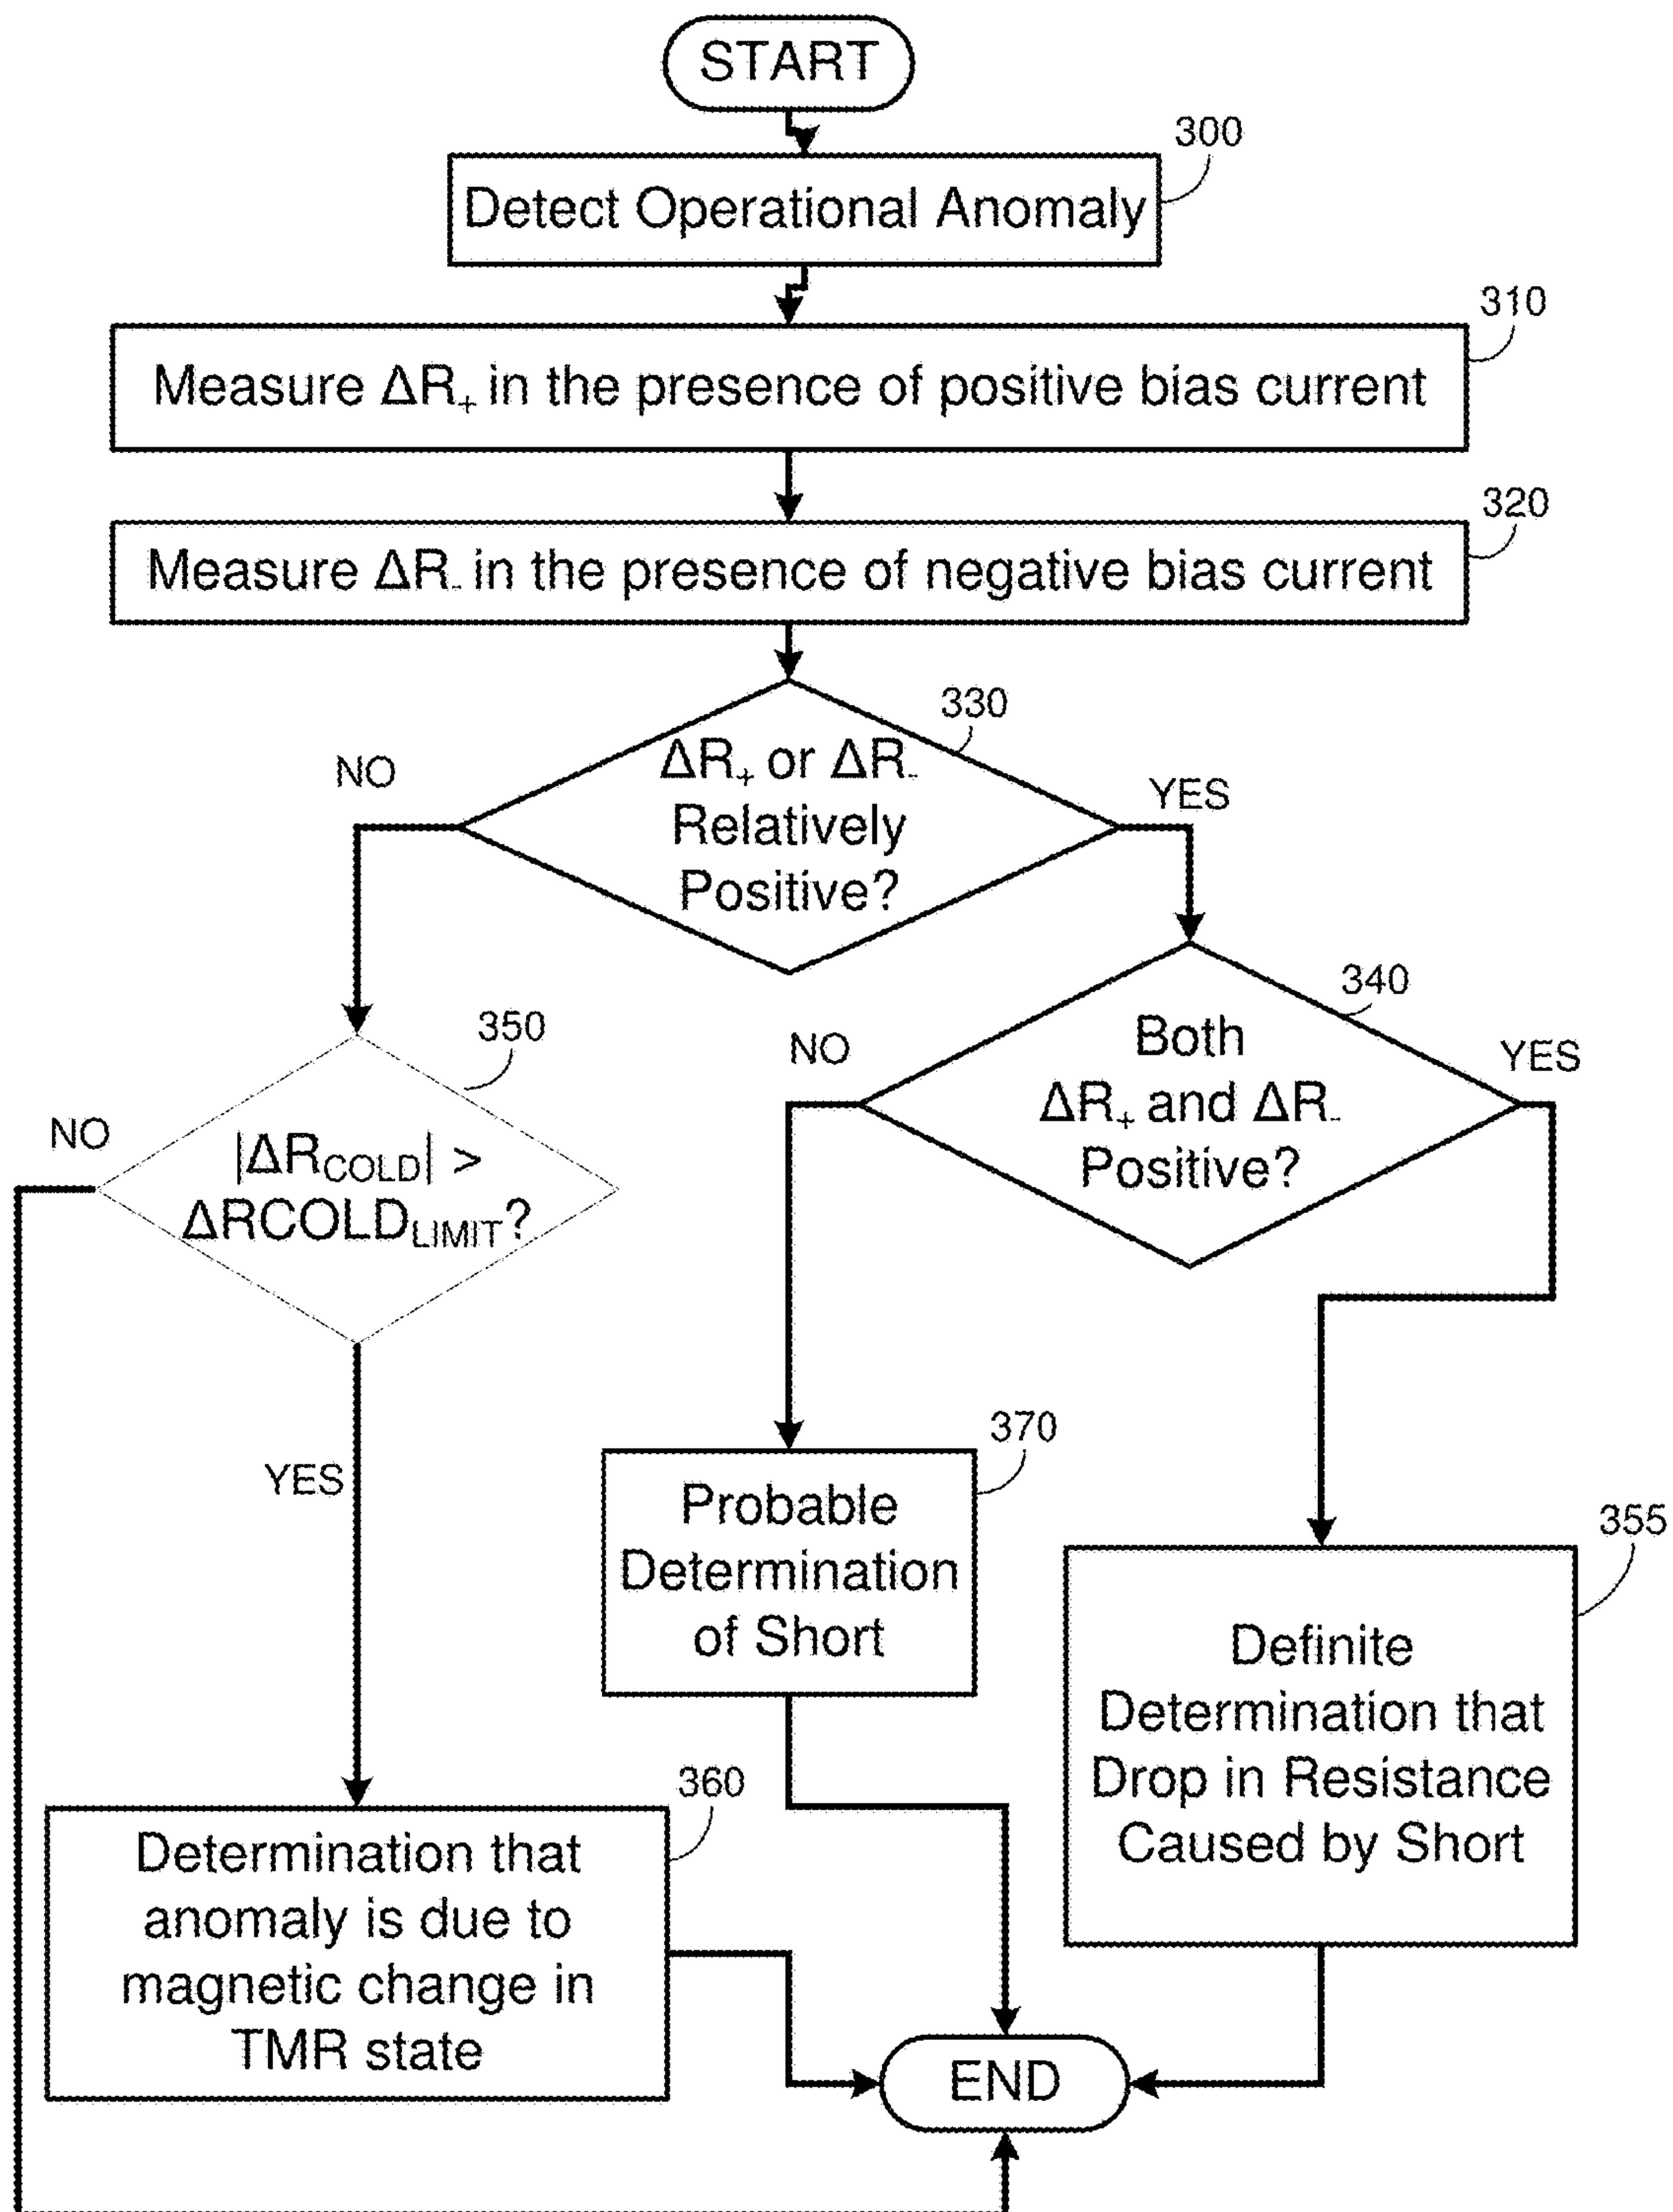 START
300
Detect Operational Anomaly
310
Measure ΔR₊ in the presence of positive bias current
320
Measure ΔR₋ in the presence of negative bias current
330
ΔR₊ or ΔR₋
Relatively
Positive?
NO
YES
340
Both
ΔR₊ and ΔR₋
Positive?
NO
YES
350
|ΔR_COLD| >
ΔRCOLD_LIMIT?
NO
YES
370
Probable
Determination
of Short
355
Definite
Determination that
Drop in Resistance
Caused by Short
360
Determination that
anomaly is due to
magnetic change in
TMR state
END